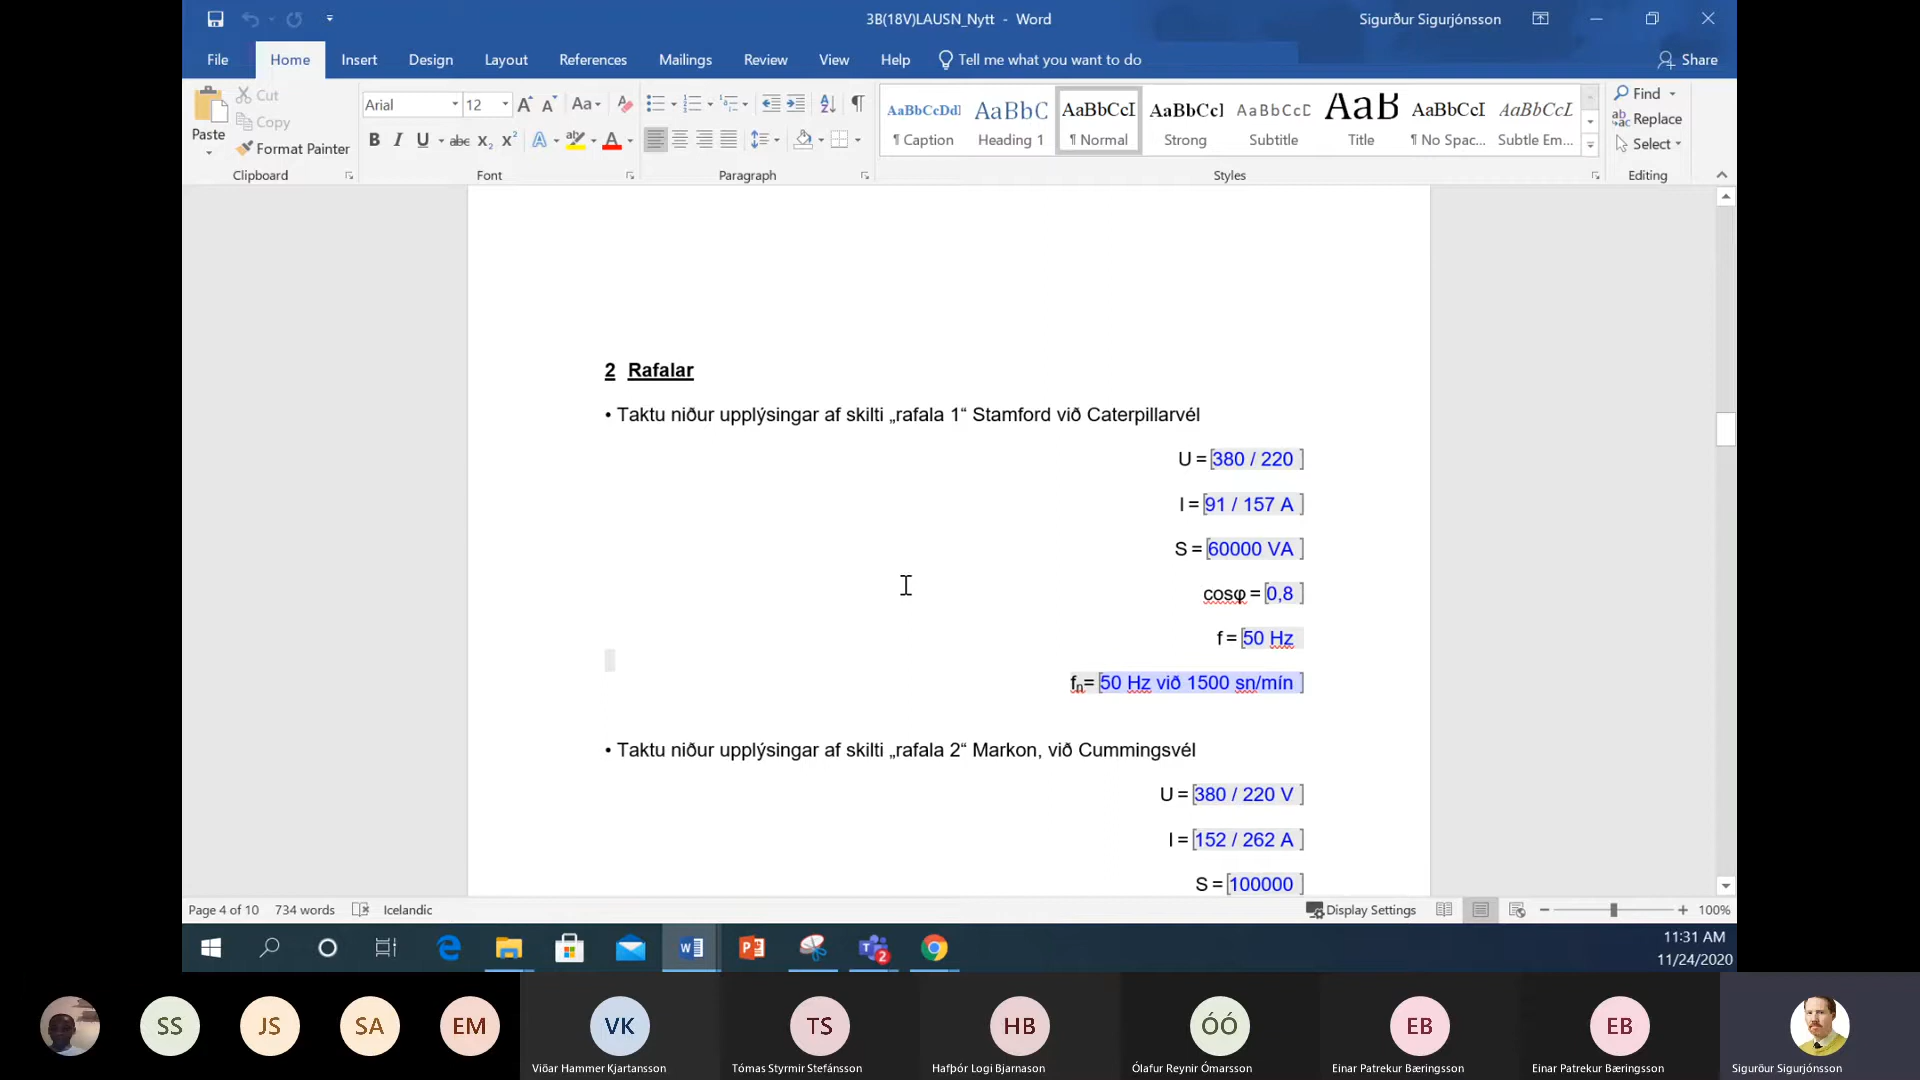 3B(18V)LAUSN_Nytt - Word
Sigurður Sigurjónsson
File Home Insert Design Layout References Mailings Review View Help Tell me what you want to do
Share
Paste
Cut
Copy
Format Painter
Clipboard
Arial 12
Font
Paragraph
AaBbCcDdI AaBbC AaBbCcI AaBbCcI AaBbCcD AaB AaBbCcI AaBbCcI
¶ Caption Heading 1 ¶ Normal Strong Subtitle Title ¶ No Spac... Subtle Em...
Styles
Find
Replace
Select
Editing
2 Rafalar
• Taktu niður upplýsingar af skilti „rafala 1“ Stamford við Caterpillarvél
U = [380 / 220 ]
I = [91 / 157 A ]
S = [60000 VA ]
cosφ = [0,8 ]
f = [50 Hz
fn= [50 Hz við 1500 sn/mín ]
• Taktu niður upplýsingar af skilti „rafala 2“ Markon, við Cummingsvél
U = [380 / 220 V ]
I = [152 / 262 A ]
S = [100000 ]
Page 4 of 10 734 words Icelandic
Display Settings
100%
2
11:31 AM
11/24/2020
SS JS SA EM VK TS HB ÓÓ EB EB
Viðar Hammer Kjartansson
Tómas Styrmir Stefánsson
Hafþór Logi Bjarnason
Ólafur Reynir Ómarsson
Einar Patrekur Bæringsson
Einar Patrekur Bæringsson
Sigurður Sigurjónsson